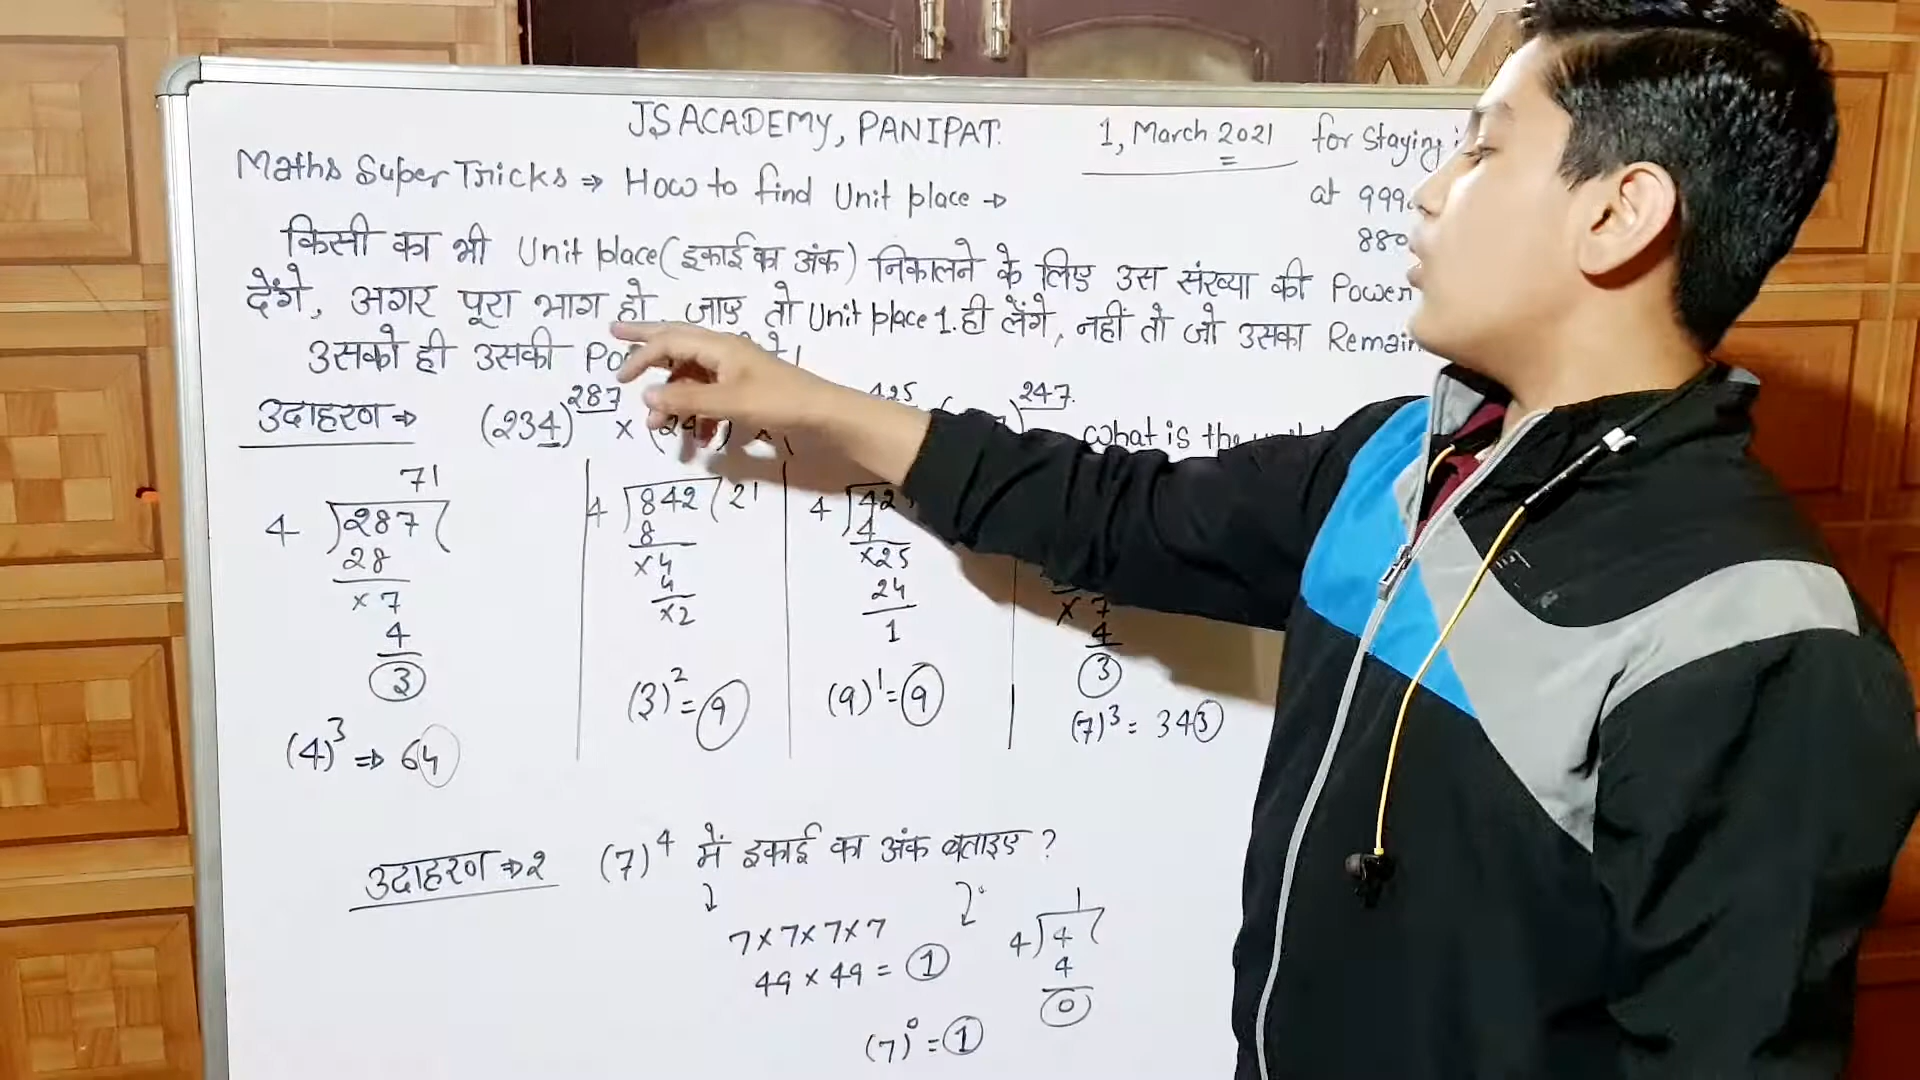 JS ACADEMY, PANIPAT.
1, March 2021
for Staying
at 999
880
Maths Super Tricks ⇒ How to find Unit place →
किसी का भी Unit place (इकाई का अंक) निकालने के लिए उस संख्या की Power
देंगे, अगर पूरा भाग हो जाए तो Unit place 1 ही लेंगे, नहीं तो जो उसका Remain
उसको ही उसकी Po
उदाहरण ⇒ (234)^287 × (24
425
247
What is the
71
4 )287(
28
×7
4
3
(4)^3 ⇒ 64
4 )842( 21
8
×4
4
×2
(3)^2 = 9
4 )42
4
×25
24
1
(9)^1 = 9
×7
4
3
(7)^3 = 343
उदाहरण ⇒ 2 (7)^4 में इकाई का अंक बताइए ?
7×7×7×7
49×49 = 1
1
4 )4(
4
0
(7)^0 = 1